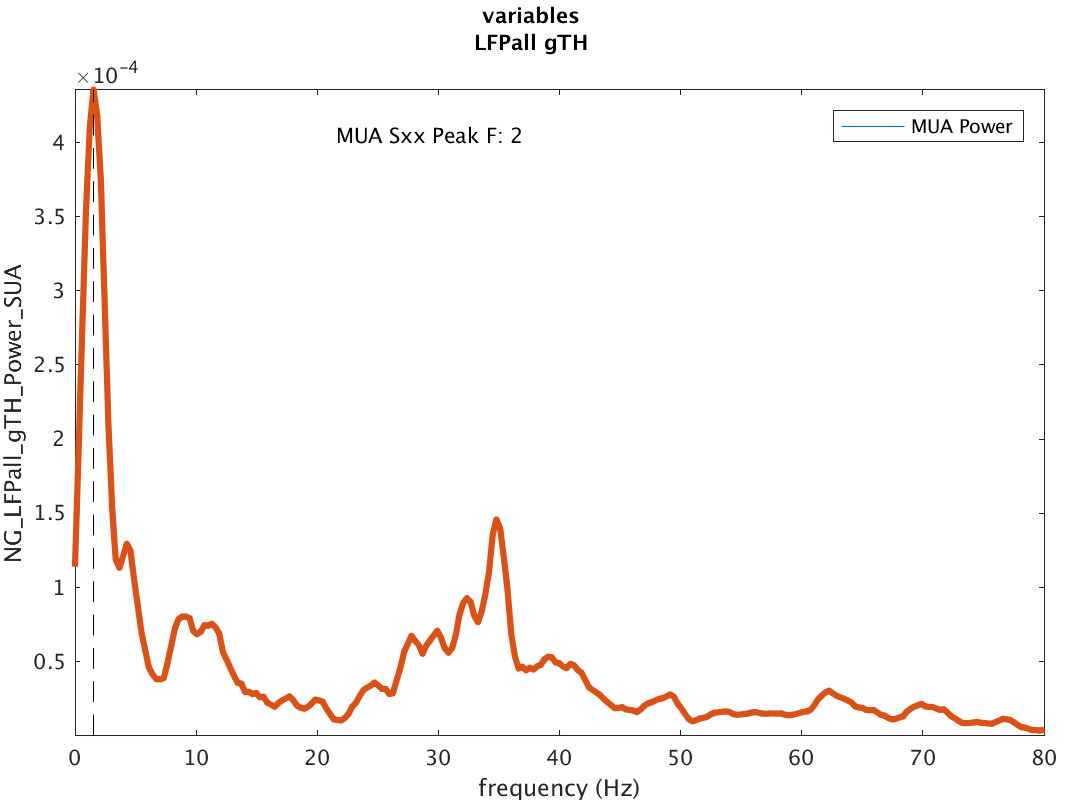 variables
LFPall gTH
×10⁻⁴
MUA Sxx Peak F: 2
MUA Power
4
3.5
3
2.5
2
1.5
1
0.5
NG_LFPall_gTH_Power_SUA
0 10 20 30 40 50 60 70 80
frequency (Hz)